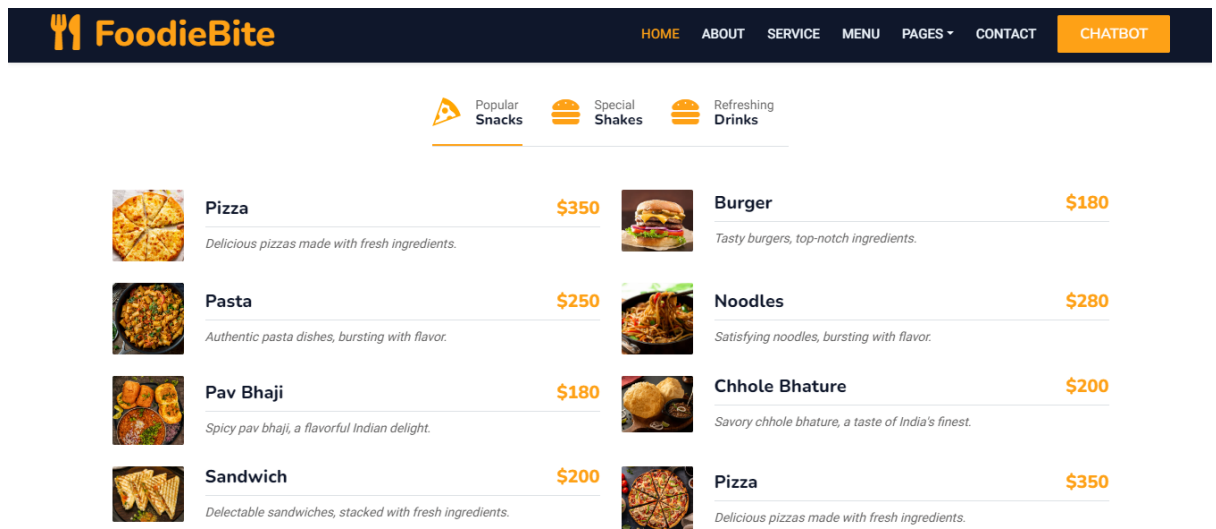 FoodieBite
HOME ABOUT SERVICE MENU PAGES CONTACT CHATBOT
Popular
Snacks
Special
Shakes
Refreshing
Drinks
Pizza $350
Delicious pizzas made with fresh ingredients.
Burger $180
Tasty burgers, top-notch ingredients.
Pasta $250
Authentic pasta dishes, bursting with flavor.
Noodles $280
Satisfying noodles, bursting with flavor.
Pav Bhaji $180
Spicy pav bhaji, a flavorful Indian delight.
Chhole Bhature $200
Savory chhole bhature, a taste of India's finest.
Sandwich $200
Delectable sandwiches, stacked with fresh ingredients.
Pizza $350
Delicious pizzas made with fresh ingredients.